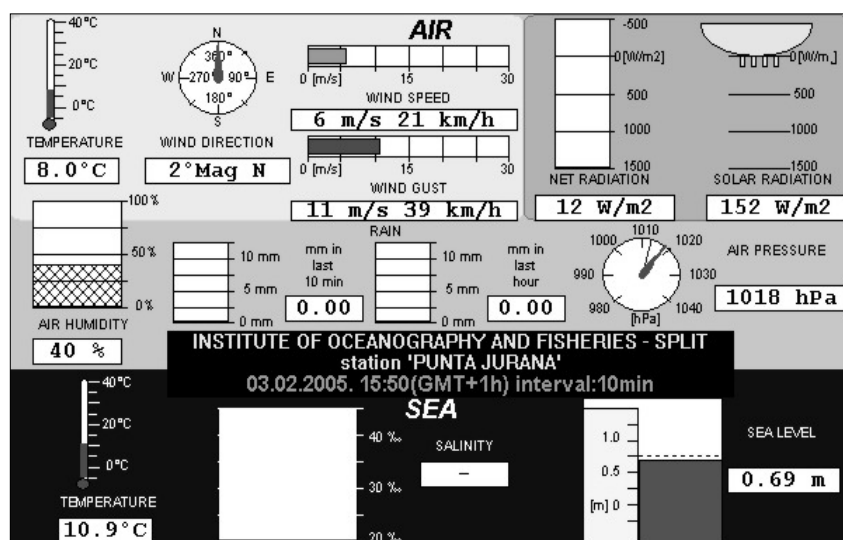 AIR
40°C
20°C
0°C
TEMPERATURE
8.0°C
N
360°
W 270° 90° E
180°
S
WIND DIRECTION
2°Mag N
0 [m/s] 15 30
WIND SPEED
6 m/s 21 km/h
0 [m/s] 15 30
WIND GUST
11 m/s 39 km/h
-500
0[W/m2]
500
1000
1500
NET RADIATION
12 W/m2
0[W/m,]
500
1000
1500
SOLAR RADIATION
152 W/m2
100%
50%
0%
AIR HUMIDITY
40 %
RAIN
10 mm
5 mm
0 mm
mm in
last
10 min
0.00
10 mm
5 mm
0 mm
mm in
last
hour
0.00
1010
1000 1020
990 1030
980 1040
[hPa]
AIR PRESSURE
1018 hPa
INSTITUTE OF OCEANOGRAPHY AND FISHERIES - SPLIT
station 'PUNTA JURANA'
03.02.2005. 15:50(GMT+1h) interval:10min
SEA
40°C
20°C
0°C
TEMPERATURE
10.9°C
40 ‰
30 ‰
20 ‰
SALINITY
–
1.0
0.5
[m] 0
SEA LEVEL
0.69 m